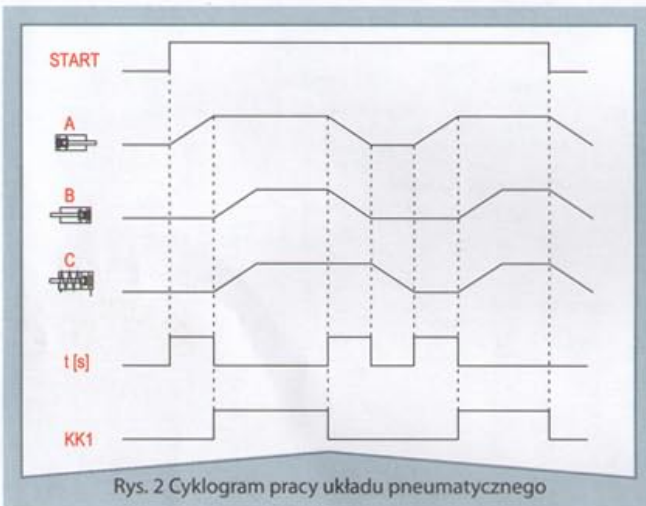 START
A
B
C
t [s]
KK1
Rys. 2 Cyklogram pracy układu pneumatycznego